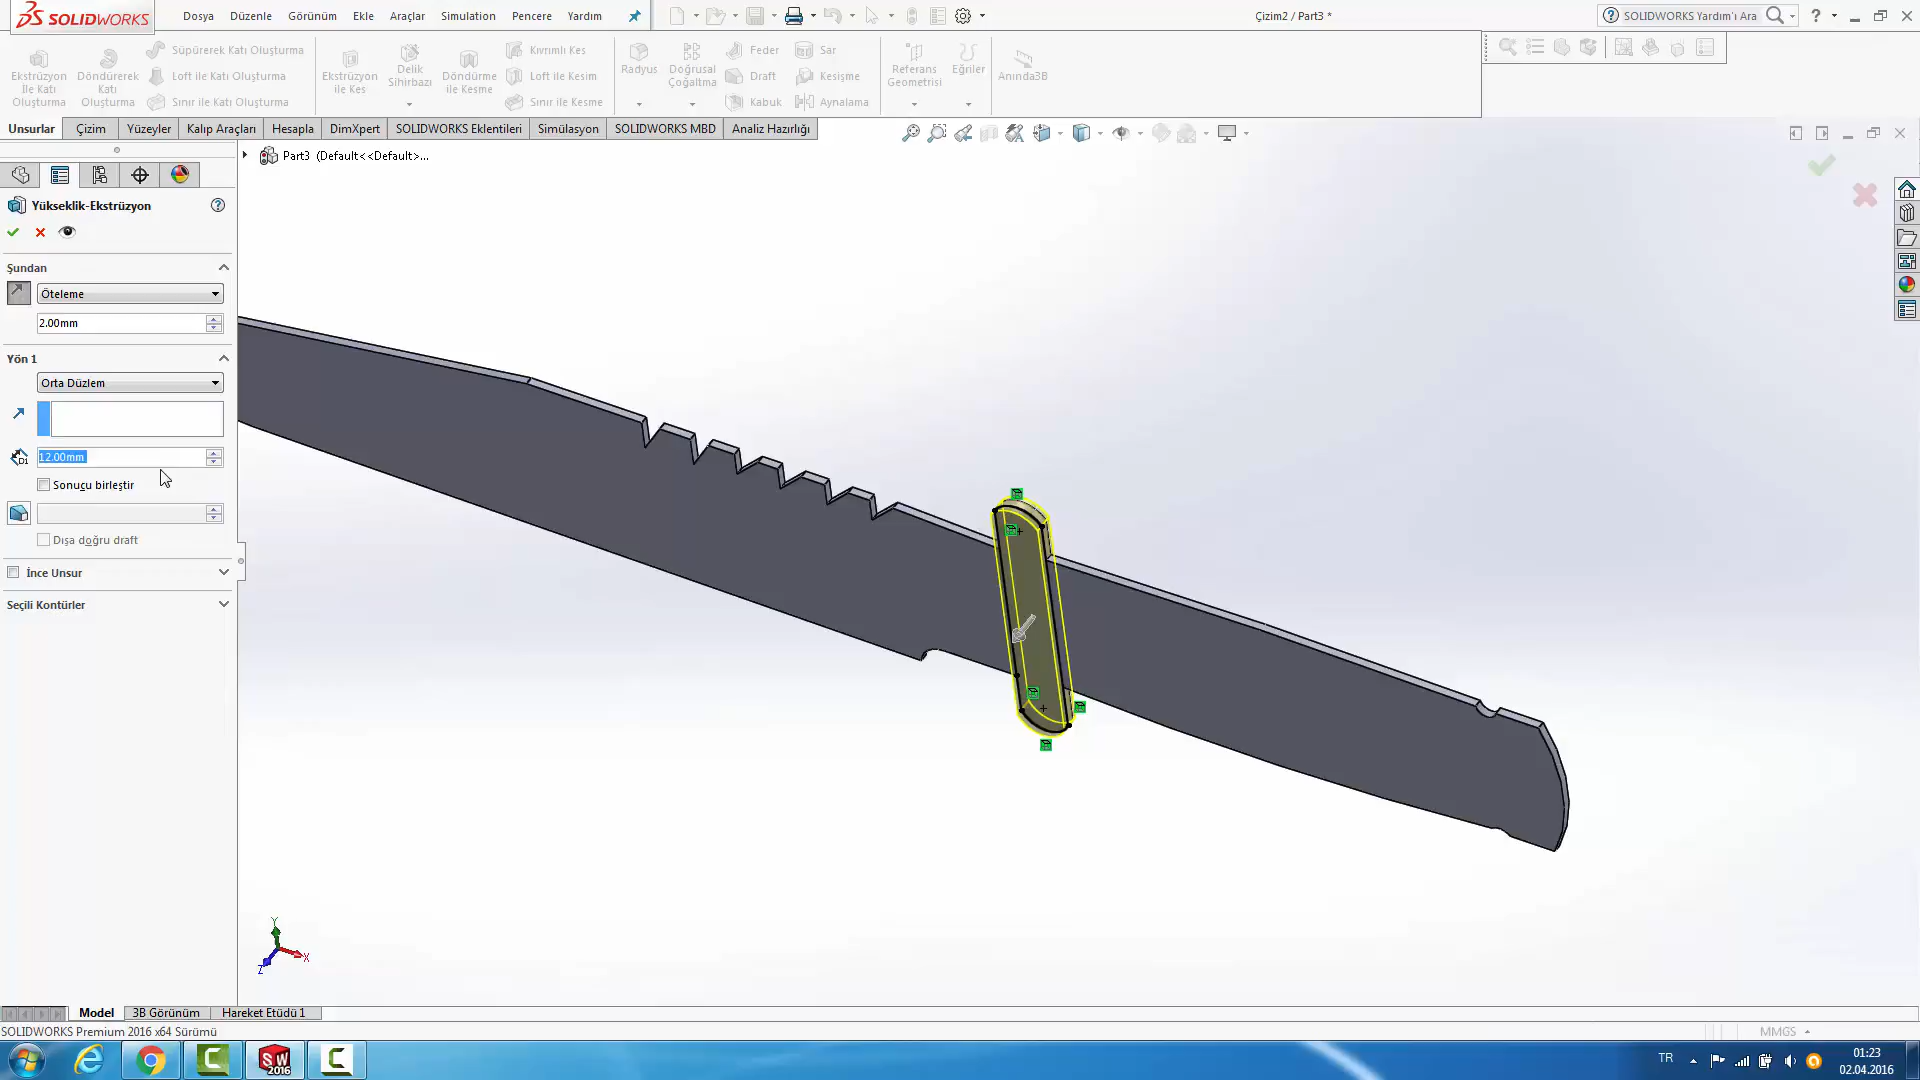 SOLIDWORKS
Dosya Düzenle Görünüm Ekle Araçlar Simulation Pencere Yardım
Çizim2 / Part3 *
SOLIDWORKS Yardım'ı Ara
Ekstrüzyon İle Katı Oluşturma
Döndürerek Katı Oluşturma
Süpürerek Katı Oluşturma
Loft ile Katı Oluşturma
Sınır ile Katı Oluşturma
Ekstrüzyon ile Kes
Delik Sihirbazı
Döndürme ile Kesme
Kıvrımlı Kes
Loft ile Kesim
Sınır ile Kesme
Radyus
Doğrusal Çoğaltma
Feder
Draft
Kabuk
Sar
Kesişme
Aynalama
Referans Geometrisi
Eğriler
Anında3B
Unsurlar Çizim Yüzeyler Kalıp Araçları Hesapla DimXpert SOLIDWORKS Eklentileri Simülasyon SOLIDWORKS MBD Analiz Hazırlığı
Part3 (Default<<Default>...
Yükseklik-Ekstrüzyon
Şundan
Öteleme
2.00mm
Yön 1
Orta Düzlem
D1
12.00mm
Sonucu birleştir
Dışa doğru draft
İnce Unsur
Seçili Kontürler
Y
X
Z
Model 3B Görünüm Hareket Etüdü 1
SOLIDWORKS Premium 2016 x64 Sürümü
MMGS
SW 2016
TR
01:23
02.04.2016